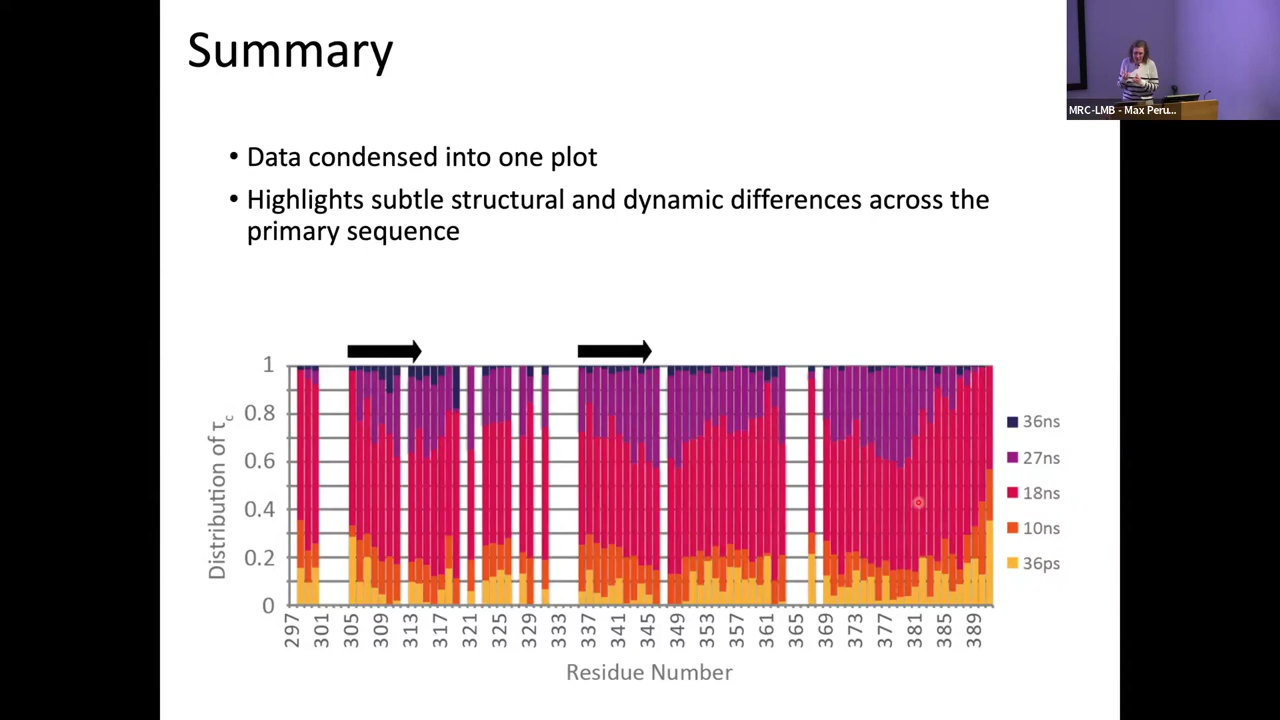 Summary
MRC-LMB - Max Peru...
• Data condensed into one plot
• Highlights subtle structural and dynamic differences across the
primary sequence
Distribution of τc
1
0.8
0.6
0.4
0.2
0
36ns
27ns
18ns
10ns
36ps
297 301 305 309 313 317 321 325 329 333 337 341 345 349 353 357 361 365 369 373 377 381 385 389
Residue Number